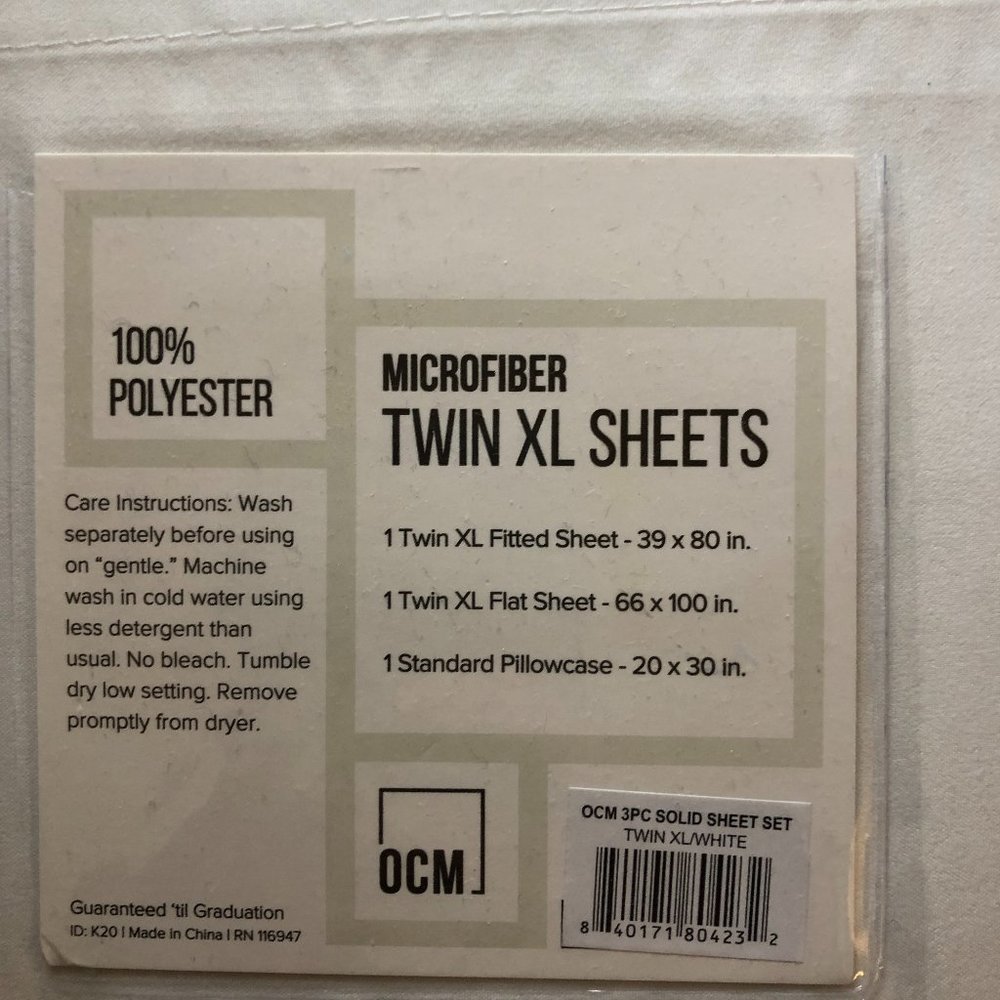 100%
POLYESTER
Care Instructions: Wash
separately before using
on “gentle.” Machine
wash in cold water using
less detergent than
usual. No bleach. Tumble
dry low setting. Remove
promptly from dryer.
Guaranteed ‘til Graduation
ID: K20 | Made in China | RN 116947
MICROFIBER
TWIN XL SHEETS
1 Twin XL Fitted Sheet - 39 x 80 in.
1 Twin XL Flat Sheet - 66 x 100 in.
1 Standard Pillowcase - 20 x 30 in.
OCM
OCM 3PC SOLID SHEET SET
TWIN XL/WHITE
8 40171 80423 2